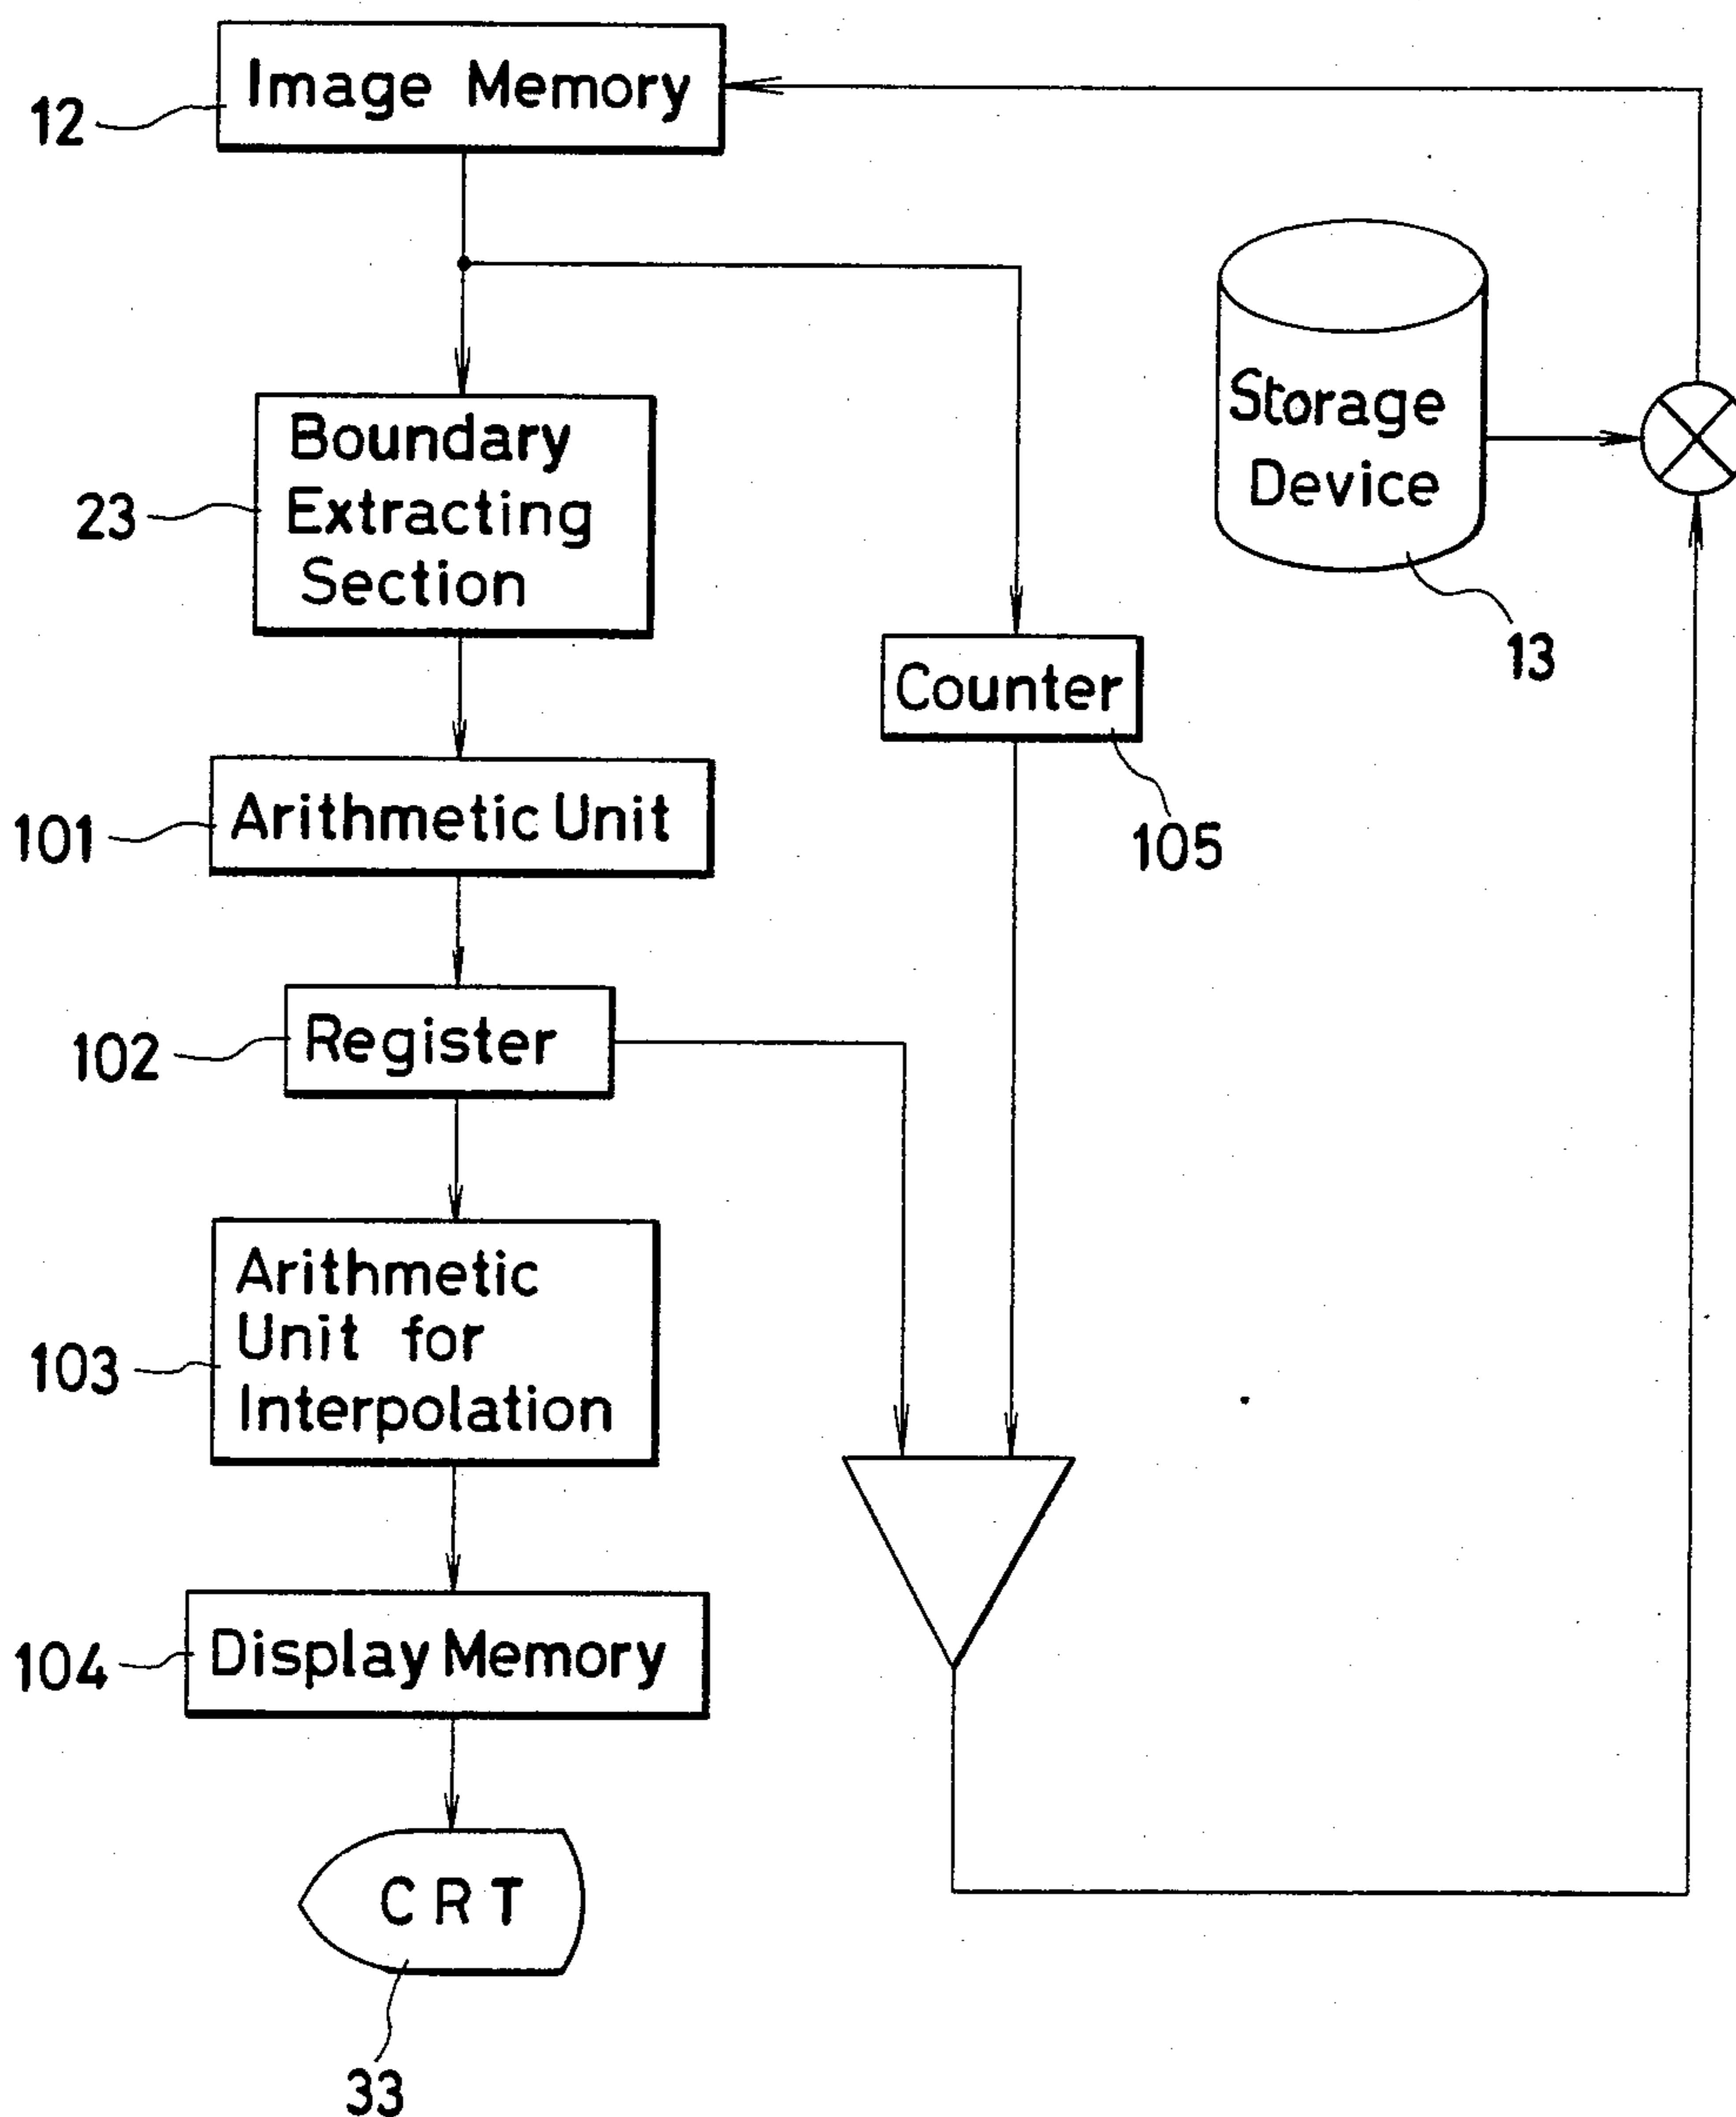 Image Memory
12
Boundary
Extracting
Section
23
Storage
Device
13
Counter
105
Arithmetic Unit
101
Register
102
Arithmetic
Unit for
Interpolation
103
Display Memory
104
CRT
33